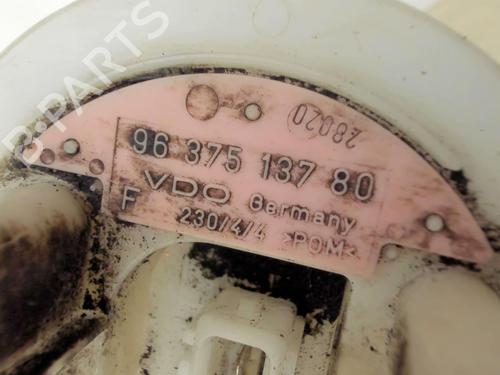 28020
96 375 137 80
VDO Germany
F 230/4/4 >POM<
B-PARTS